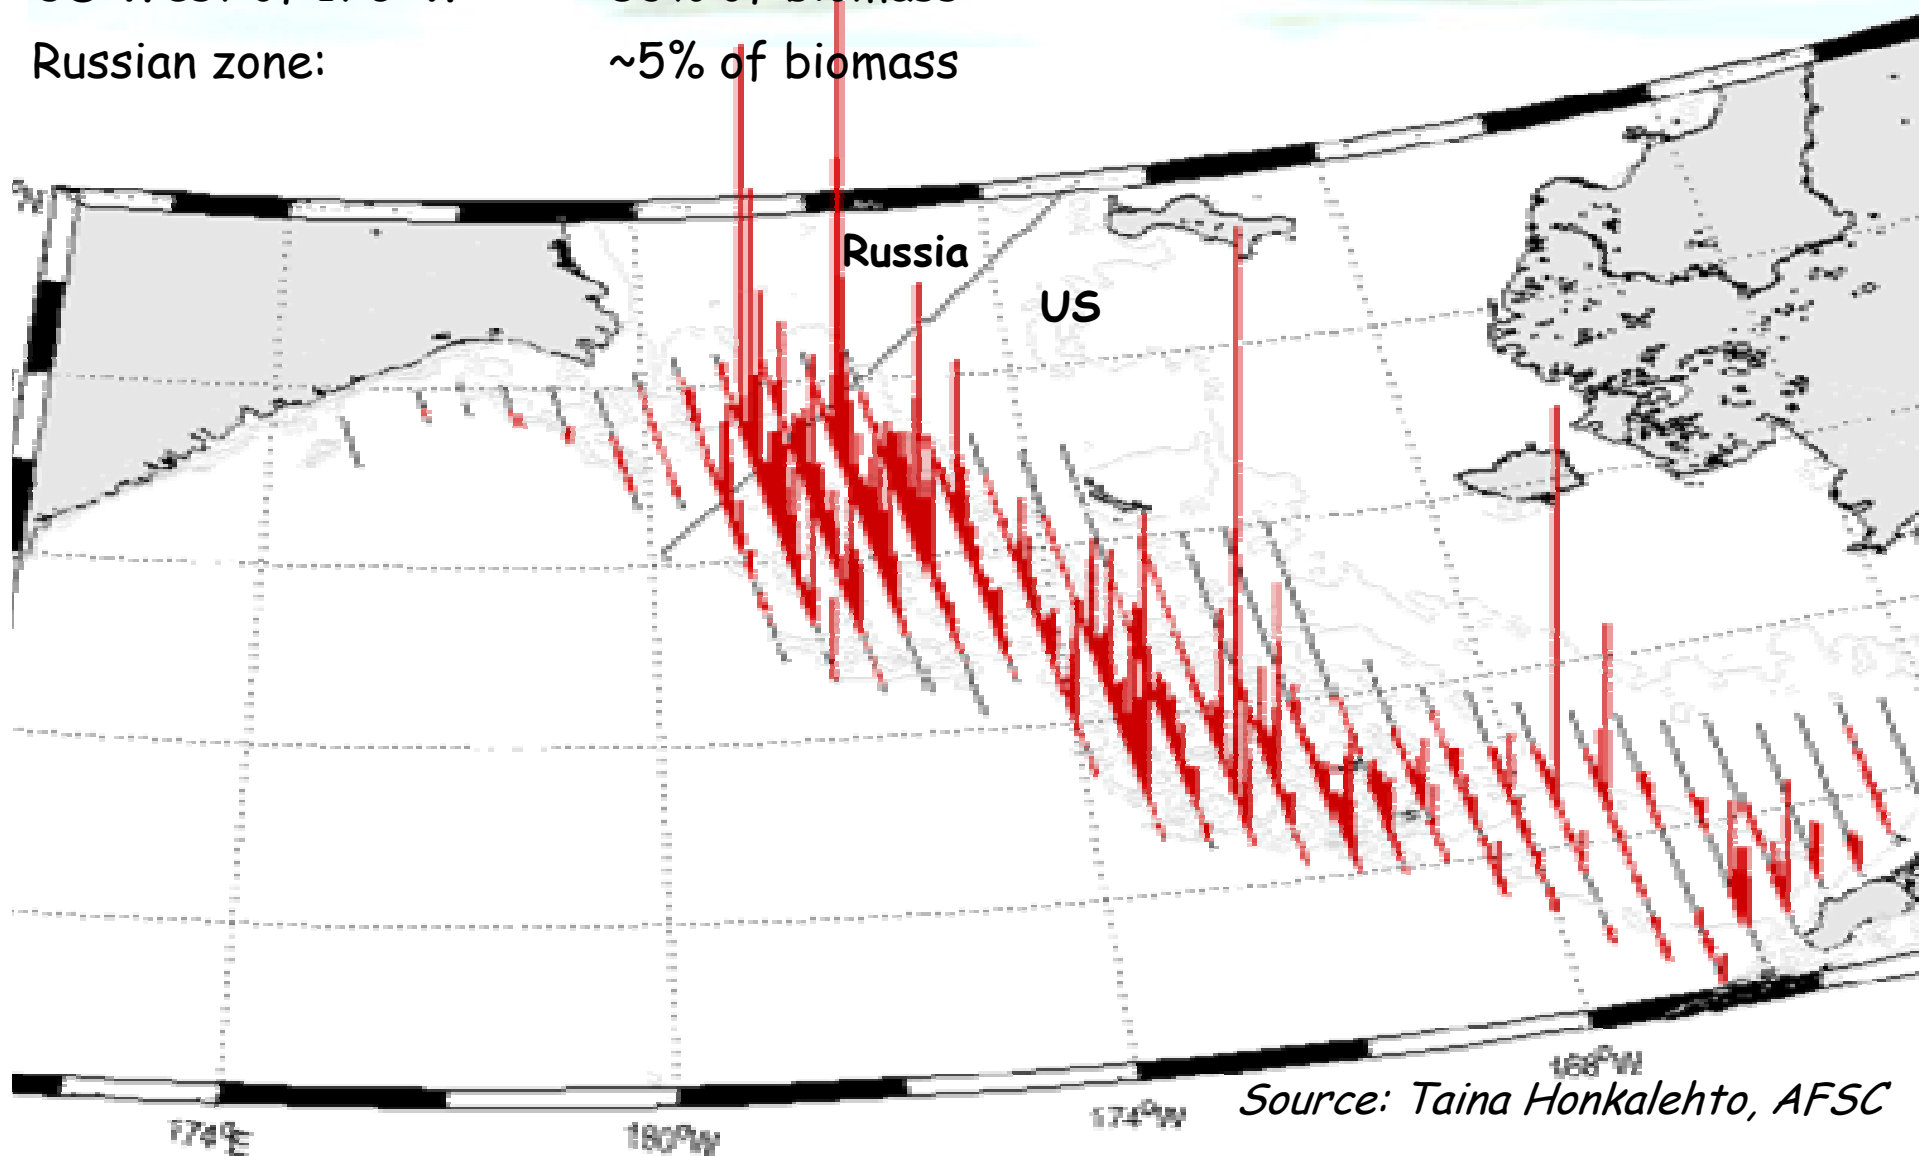 Russian zone: ~5% of biomass
Russia
US
174°E
180°W
174°W
168°W
Source: Taina Honkalehto, AFSC